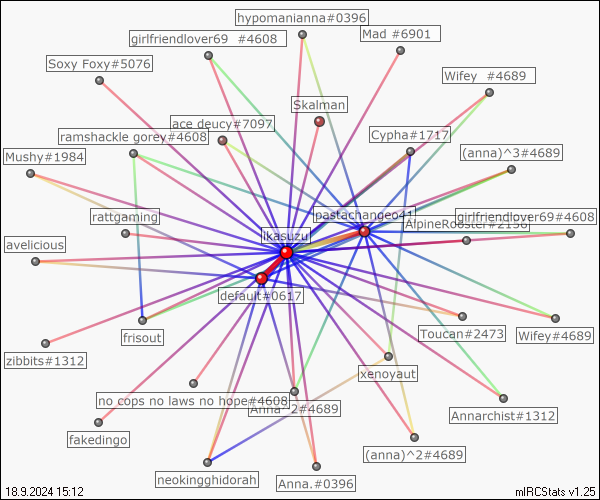 hypomanianna#0396
girlfriendlover69 #4608
Mad #6901
Soxy Foxy#5076
Wifey #4689
Skalman
ace deucy#7097
ramshackle gorey#4608
Cypha#1717
Mushy#1984
(anna)^3#4689
rattgaming
pastachangeo41
girlfriendlover69#4608
AlpineRooster#2150
ikasuzu
avelicious
default#0617
frisout
Toucan#2473
Wifey#4689
zibbits#1312
xenoyaut
no cops no laws no hope#4608
Anna^2#4689
Annarchist#1312
fakedingo
(anna)^2#4689
neokingghidorah
Anna.#0396
18.9.2024 15:12
mIRCStats v1.25